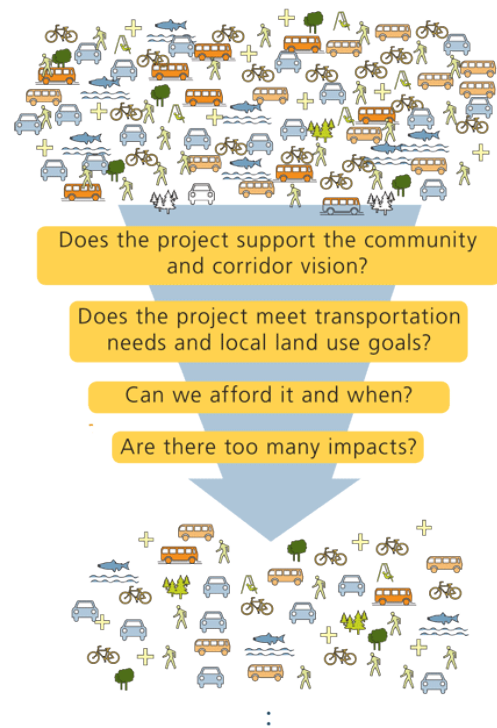 Does the project support the community
and corridor vision?
Does the project meet transportation
needs and local land use goals?
Can we afford it and when?
Are there too many impacts?
: